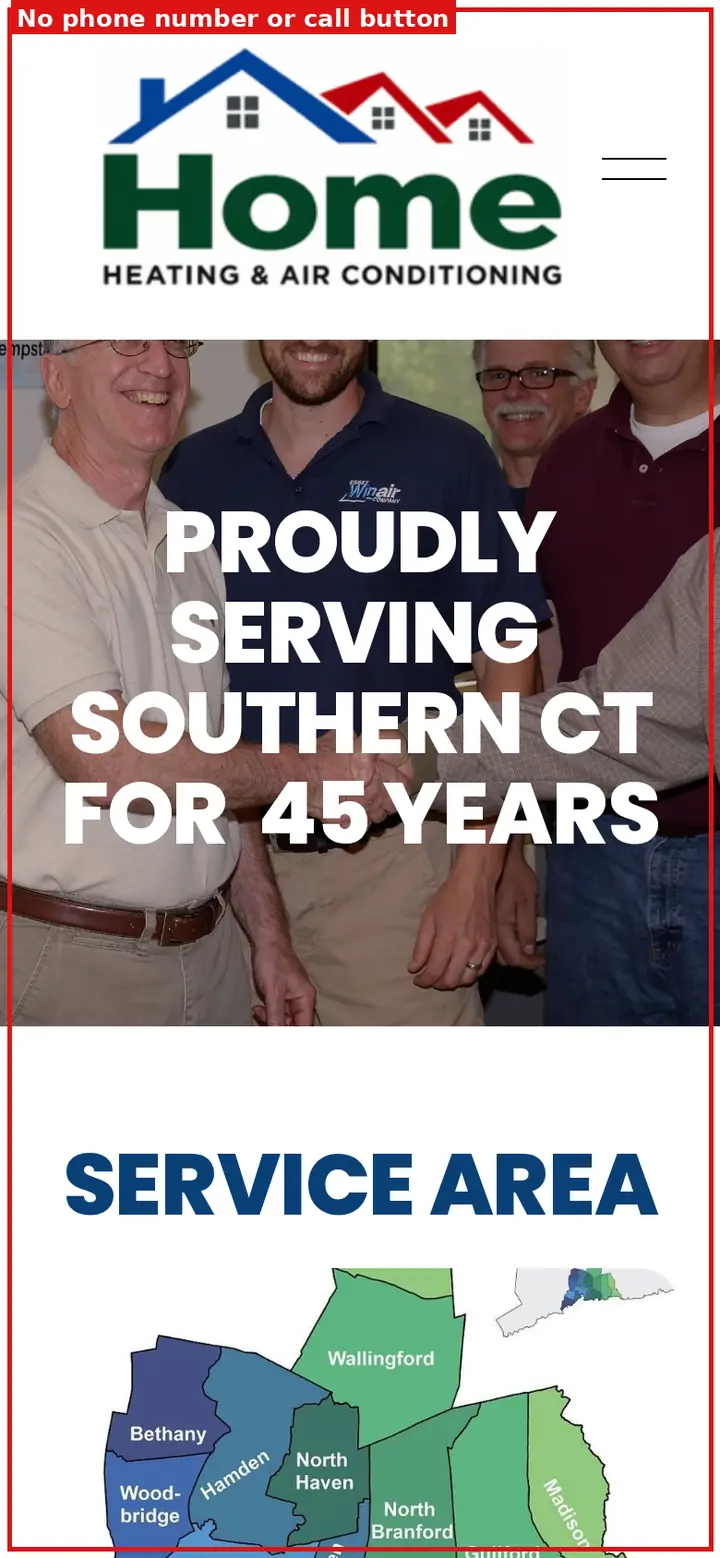 No phone number or call button
Home
HEATING & AIR CONDITIONING
PROUDLY
SERVING
SOUTHERN CT
FOR 45 YEARS
SERVICE AREA
Wallingford
Bethany
Hamden
North
Haven
Wood-
bridge
North
Branford
Madison
Guilford